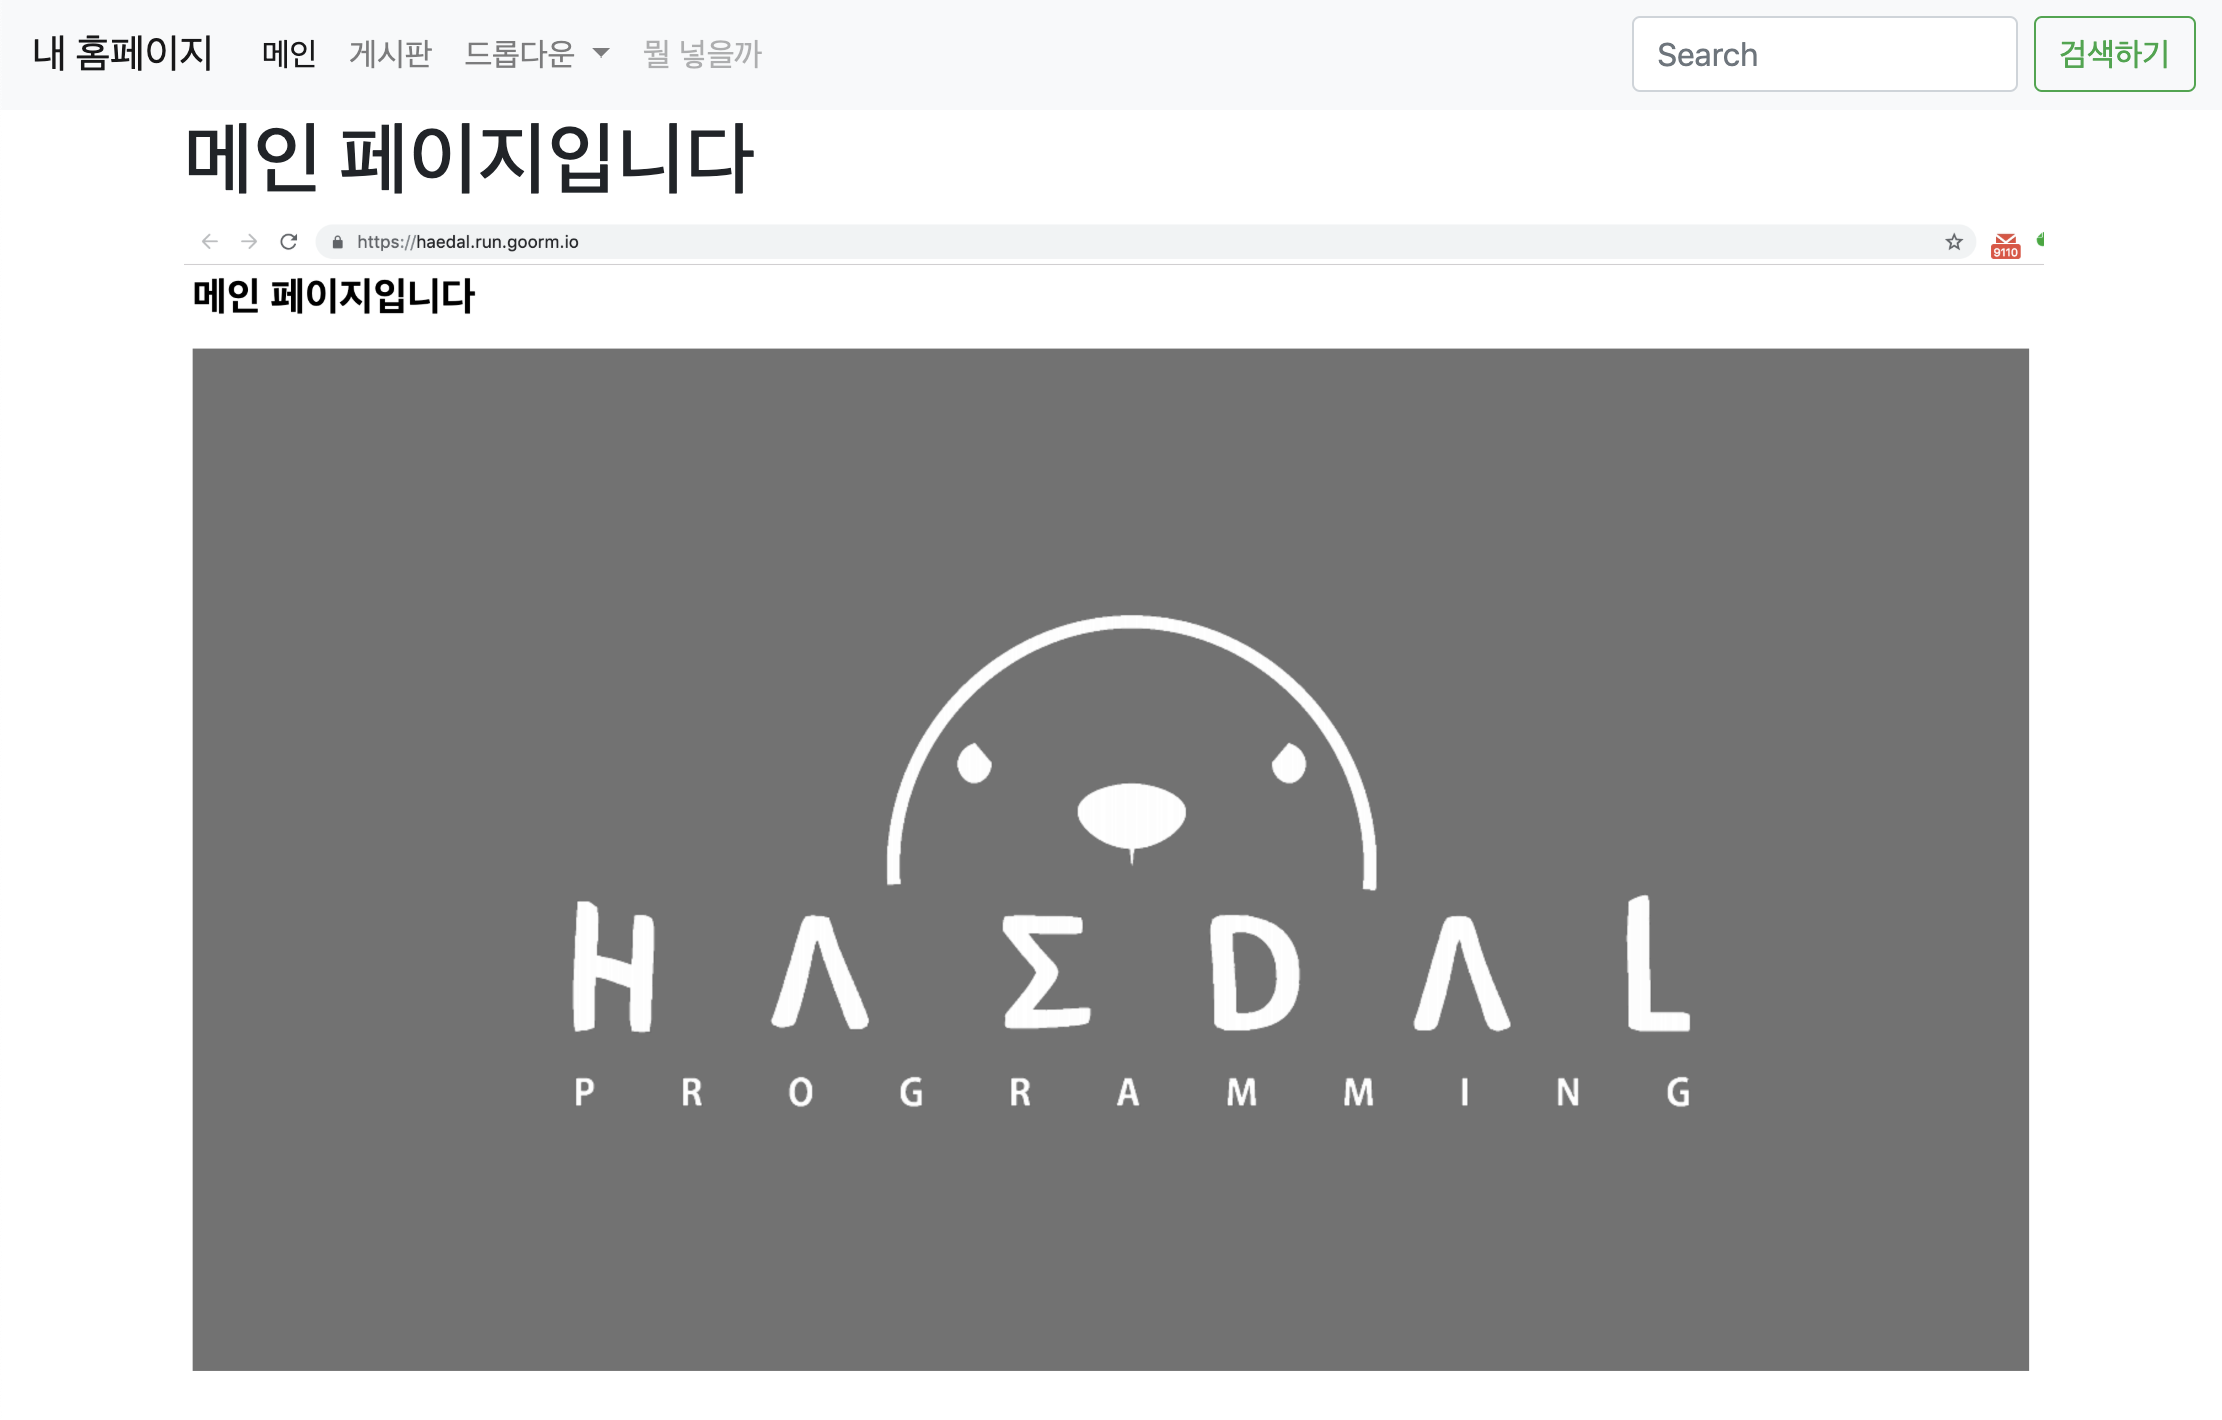 내 홈페이지 메인 게시판 드롭다운 뭘 넣을까 Search 검색하기
메인 페이지입니다
https://haedal.run.goorm.io 9110
메인 페이지입니다
HΛΣDΛL
PROGRAMMING